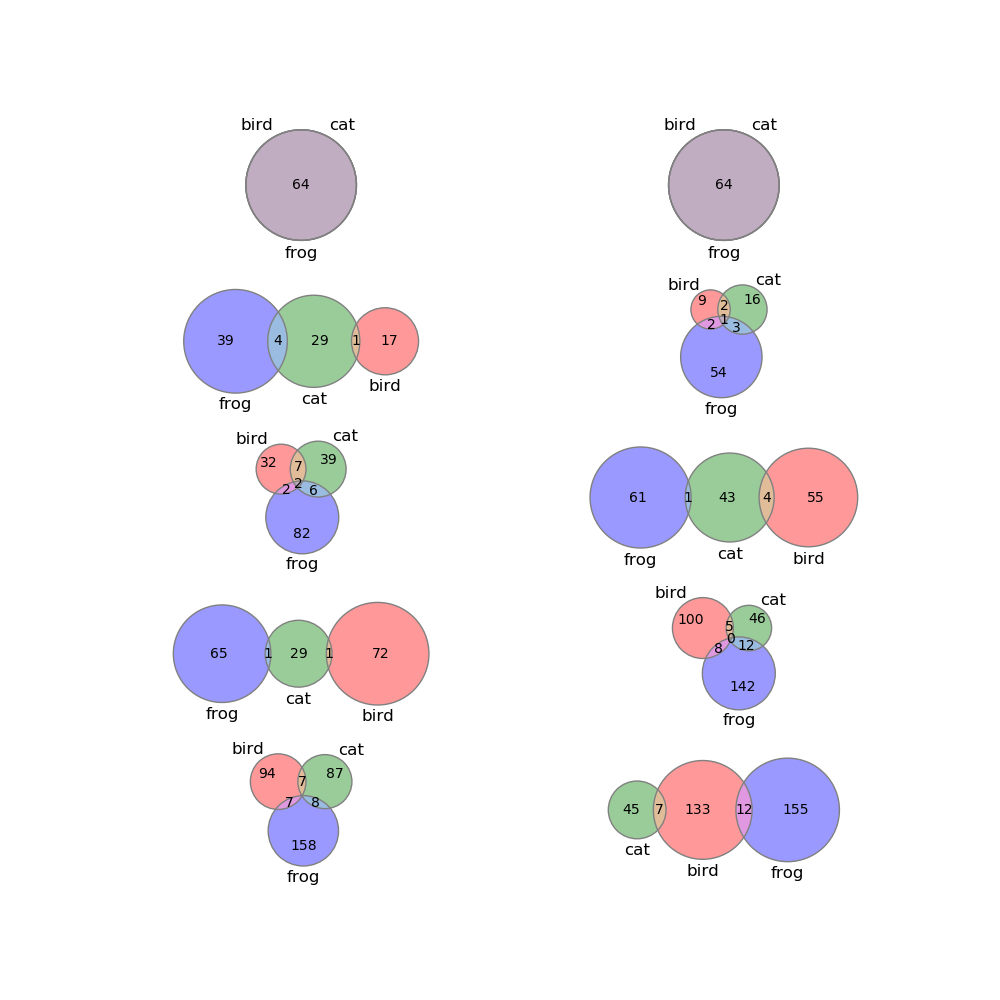 bird cat
64
frog
bird cat
64
frog
39 4 29 1 17
frog cat bird
bird cat
9 2 16
2 1 3
54
frog
bird cat
32 7 39
2 2 6
82
frog
61 1 43 4 55
frog cat bird
65 1 29 1 72
frog cat bird
bird cat
100 5 46
8 0 12
142
frog
bird cat
94 7 87
7 8
158
frog
45 7 133 12 155
cat bird frog